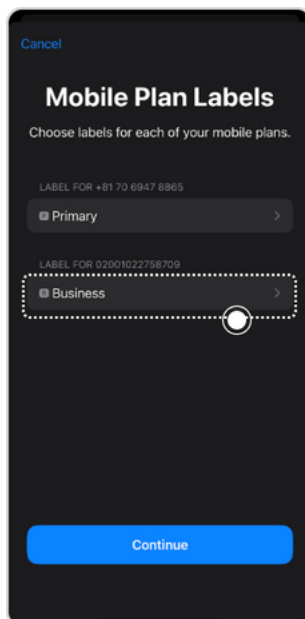 Cancel
Mobile Plan Labels
Choose labels for each of your mobile plans.
LABEL FOR +81 70 6947 8865
P Primary
LABEL FOR 02001022758709
B Business
Continue